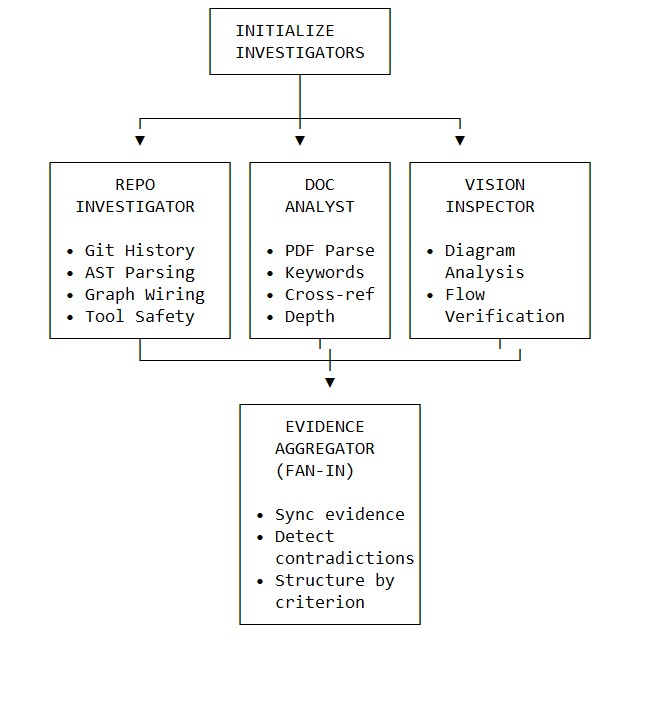 INITIALIZE
INVESTIGATORS
REPO
INVESTIGATOR
• Git History
• AST Parsing
• Graph Wiring
• Tool Safety
DOC
ANALYST
• PDF Parse
• Keywords
• Cross-ref
• Depth
VISION
INSPECTOR
• Diagram
Analysis
• Flow
Verification
EVIDENCE
AGGREGATOR
(FAN-IN)
• Sync evidence
• Detect
contradictions
• Structure by
criterion